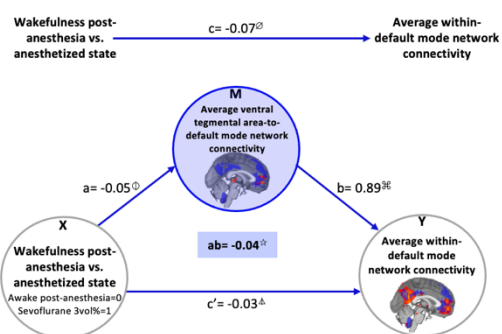 Wakefulness post-
anesthesia vs.
anesthetized state
c= -0.07∅
Average within-
default mode network
connectivity
M
Average ventral
tegmental area-to-
default mode network
connectivity
a= -0.05⦶
b= 0.89⌘
ab= -0.04☆
X
Wakefulness post-
anesthesia vs.
anesthetized state
Awake post-anesthesia=0
Sevoflurane 3vol%=1
c’= -0.03⍋
Y
Average within-
default mode
network connectivity